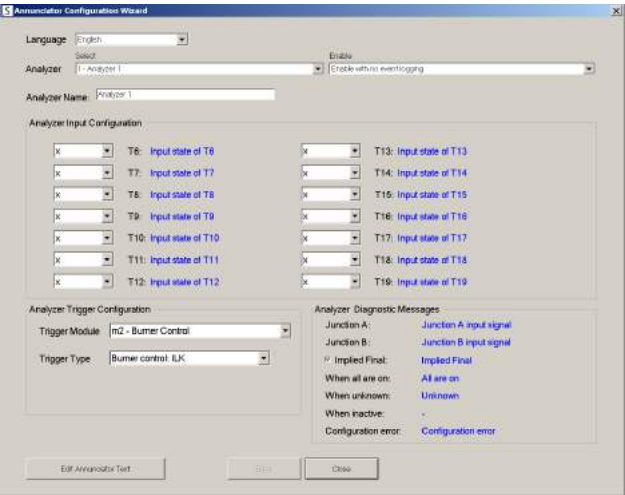 S Annunciator Configuration Wizard X
Language English
Select Enable
Analyzer 1 - Analyzer 1 Enable with no event logging
Analyzer Name: Analyzer 1
Analyzer Input Configuration
x T6: Input state of T6 x T13: Input state of T13
x T7: Input state of T7 x T14: Input state of T14
x T8: Input state of T8 x T15: Input state of T15
x T9: Input state of T9 x T16: Input state of T16
x T10: Input state of T10 x T17: Input state of T17
x T11: Input state of T11 x T18: Input state of T18
x T12: Input state of T12 x T19: Input state of T19
Analyzer Trigger Configuration Analyzer Diagnostic Messages
Trigger Module m2 - Burner Control Junction A: Junction A input signal
Junction B: Junction B input signal
Trigger Type Burner control: ILK Implied Final: Implied Final
When all are on: All are on
When unknown: Unknown
When inactive: -
Configuration error: Configuration error
Edit Annunciator Text Close